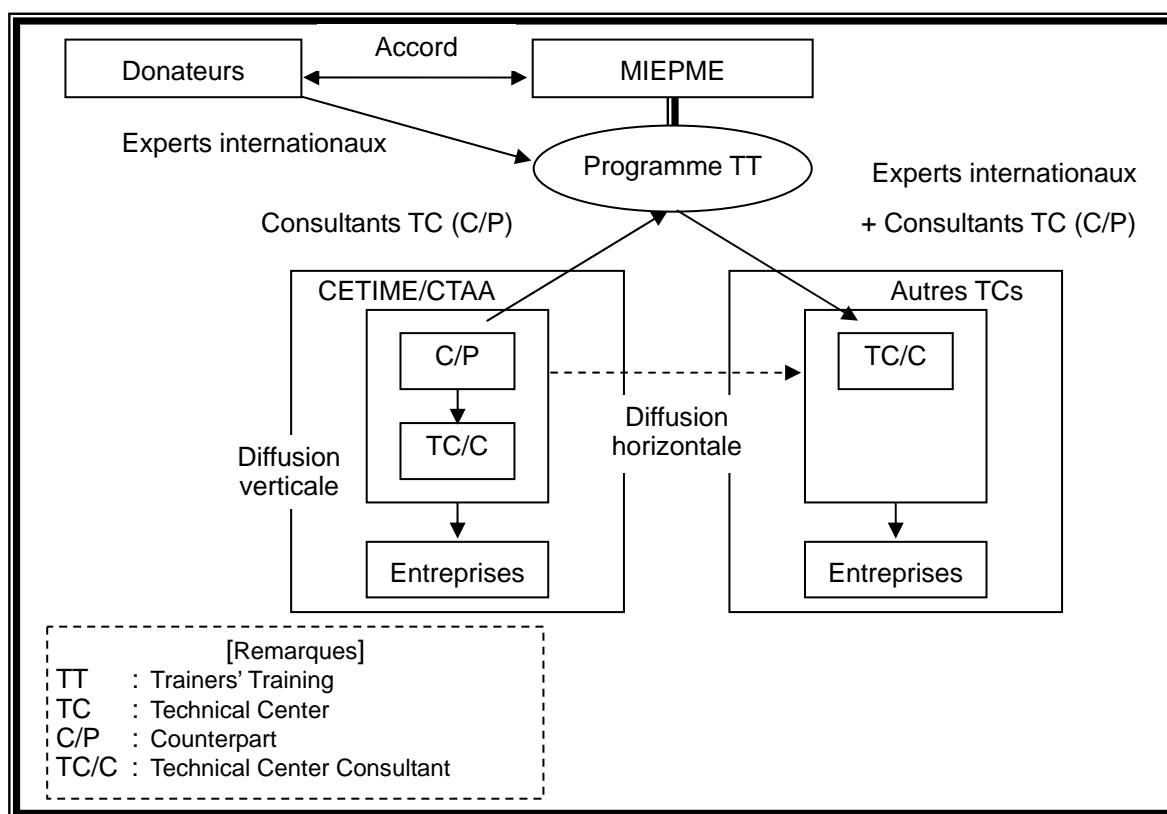 Accord
Donateurs
MIEPME
Experts internationaux
Programme TT
Experts internationaux
+ Consultants TC (C/P)
Consultants TC (C/P)
CETIME/CTAA
C/P
TC/C
Diffusion
verticale
Entreprises
Diffusion
horizontale
Autres TCs
TC/C
Entreprises
[Remarques]
TT : Trainers’ Training
TC : Technical Center
C/P : Counterpart
TC/C : Technical Center Consultant